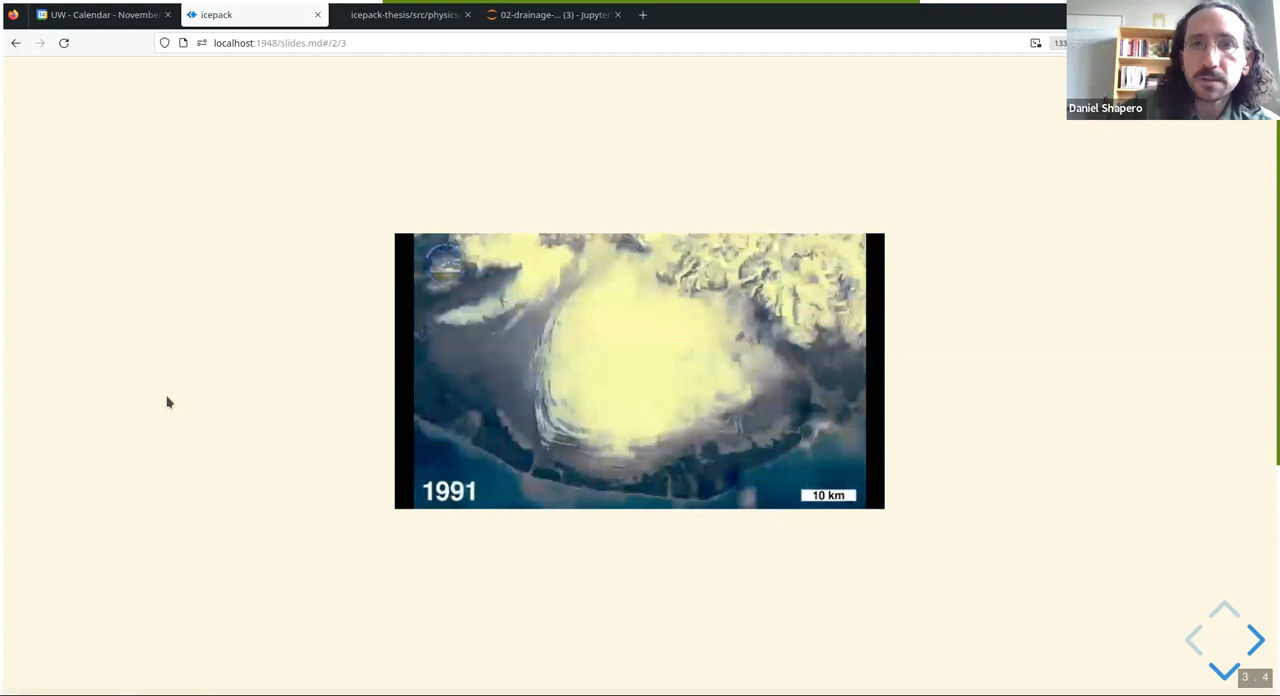 UW - Calendar - Novembe
icepack
icepack-thesis/src/physics
02-drainage-... (3) - Jupyter
localhost:1948/slides.md#/2/3
133
Daniel Shapero
1991
10 km
3 . 4